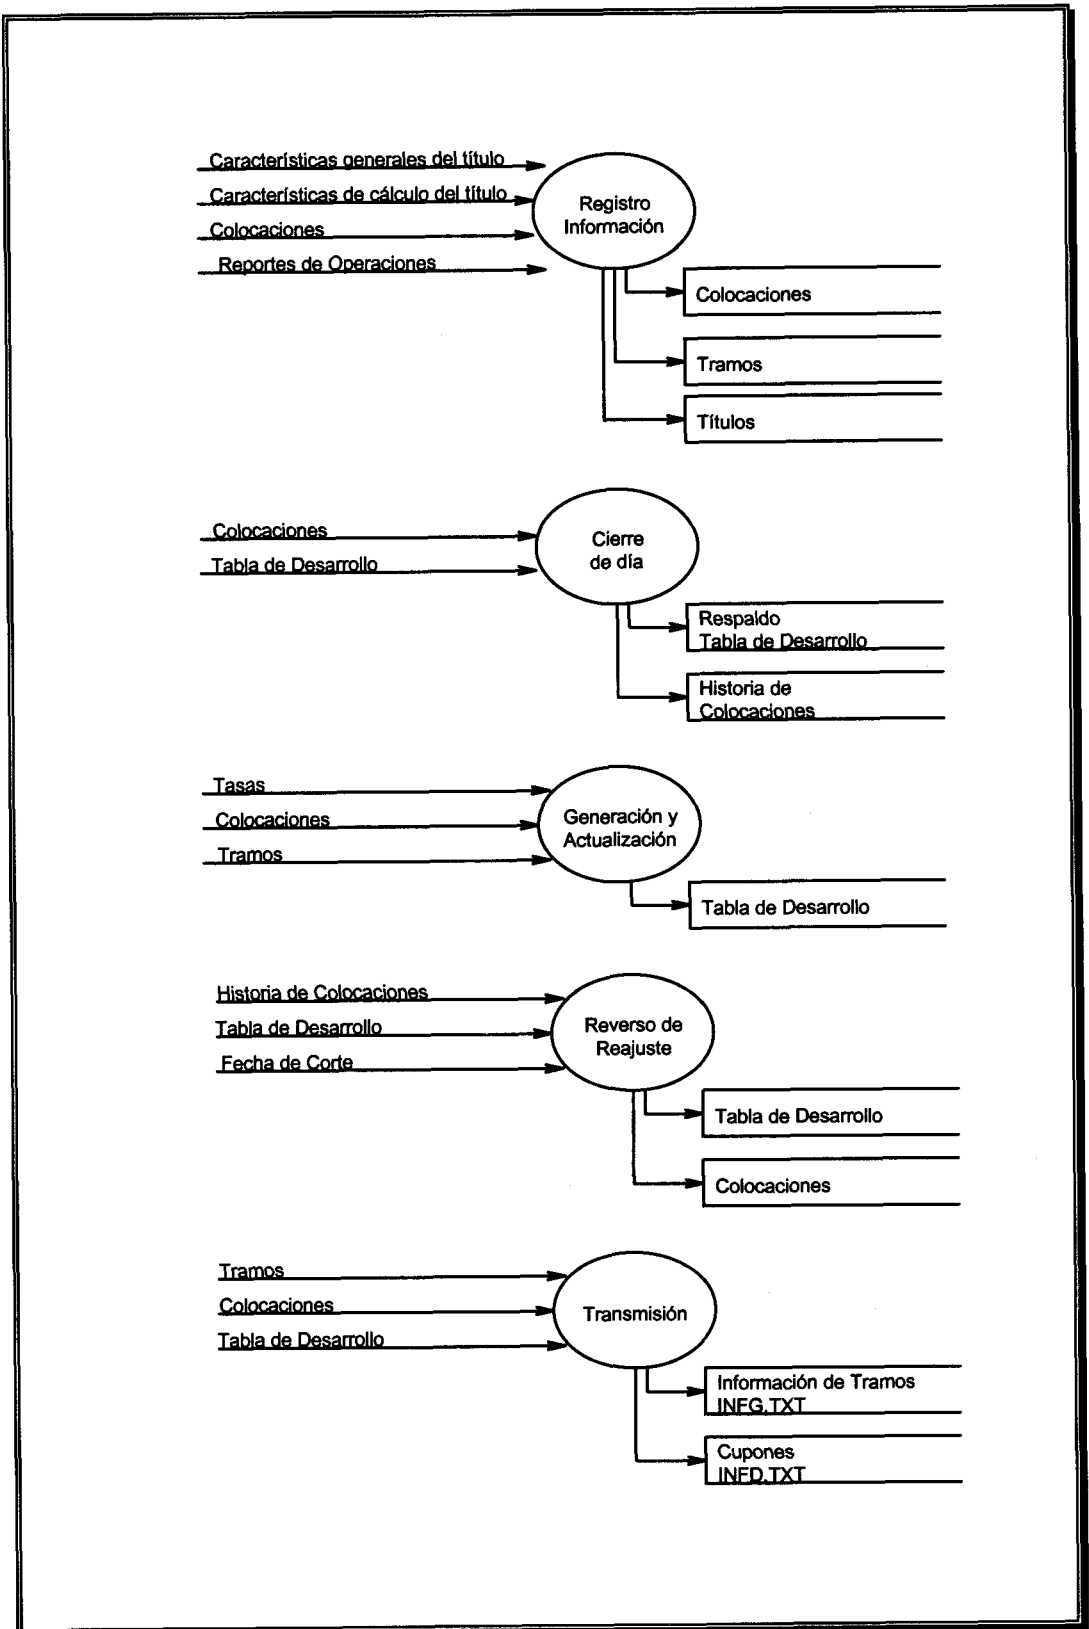 Características generales del título
Características de cálculo del título
Colocaciones
Reportes de Operaciones
Registro
Información
Colocaciones
Tramos
Títulos
Colocaciones
Tabla de Desarrollo
Cierre
de día
Respaldo
Tabla de Desarrollo
Historia de
Colocaciones
Tasas
Colocaciones
Tramos
Generación y
Actualización
Tabla de Desarrollo
Historia de Colocaciones
Tabla de Desarrollo
Fecha de Corte
Reverso de
Reajuste
Tabla de Desarrollo
Colocaciones
Tramos
Colocaciones
Tabla de Desarrollo
Transmisión
Información de Tramos
INFG.TXT
Cupones
INFD.TXT